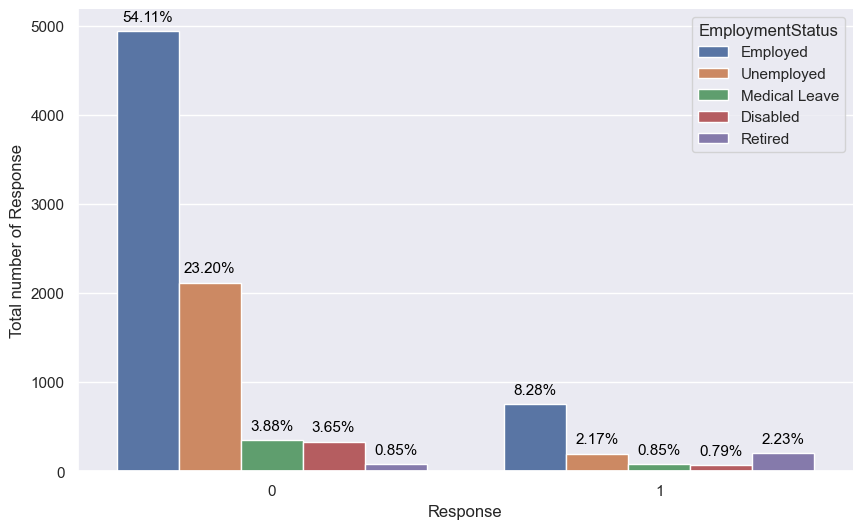 54.11%
23.20%
3.88%
3.65%
0.85%
8.28%
2.17%
0.85%
0.79%
2.23%
EmploymentStatus
Employed
Unemployed
Medical Leave
Disabled
Retired
5000
4000
3000
2000
1000
0
Total number of Response
0
1
Response